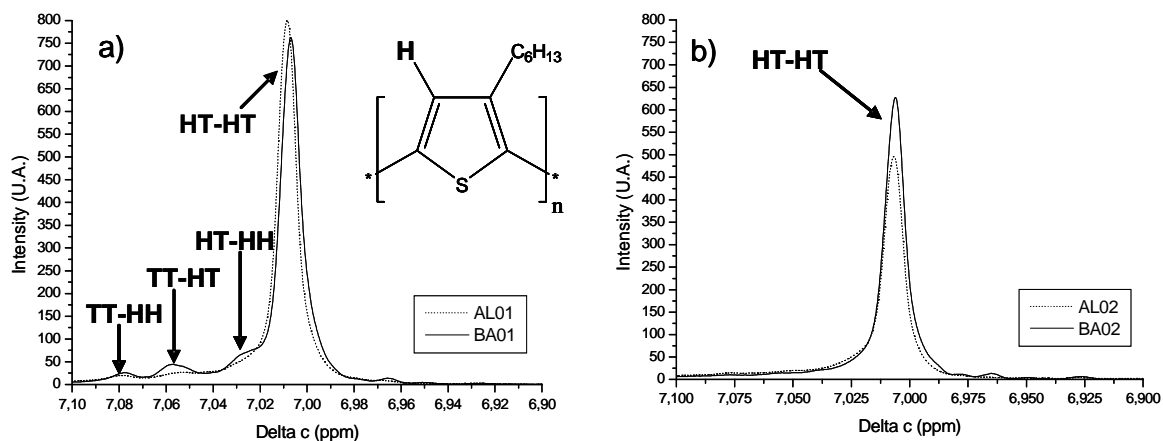 a)
800
750
700
650
600
550
500
450
400
350
300
250
200
150
100
50
0
Intensity (U.A.)
HT-HT
HT-HH
TT-HT
TT-HH
H
C6H13
S
* [ ] *
n
AL01
BA01
7,10 7,08 7,06 7,04 7,02 7,00 6,98 6,96 6,94 6,92 6,90
Delta c (ppm)
b)
800
750
700
650
600
550
500
450
400
350
300
250
200
150
100
50
0
Intensity (U.A.)
HT-HT
AL02
BA02
7,100 7,075 7,050 7,025 7,000 6,975 6,950 6,925 6,900
Delta c (ppm)